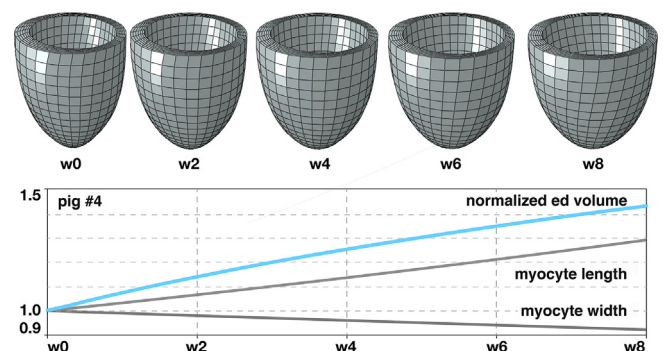 w0 w2 w4 w6 w8
1.5
pig #4
normalized ed volume
myocyte length
myocyte width
1.0
0.9
w0 w2 w4 w6 w8